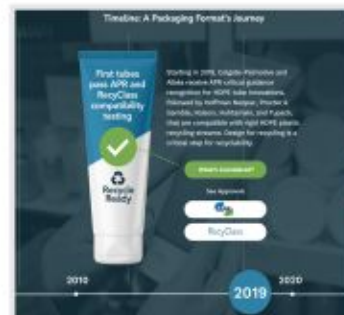 Timeline: A Packaging Format's Journey
First tubes
pass APR and
RecyClass
compatibility
testing
Recycle
Ready
Starting in 2019, Colgate-Palmolive and
Albéa receive APR critical guidance
recognition for HDPE tube innovations,
followed by Hoffman Neopac, Procter &
Gamble, Huhtamaki, and
that are compatible with rigid HDPE plastic
recycling streams. Design for recycling is a
critical step for recyclability.
See Approvals
RecyClass
2010
2019
2020